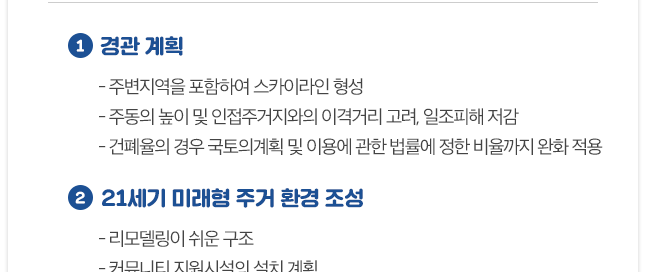 1 경관 계획
- 주변지역을 포함하여 스카이라인 형성
- 주동의 높이 및 인접주거지와의 이격거리 고려, 일조피해 저감
- 건폐율의 경우 국토의계획 및 이용에 관한 법률에 정한 비율까지 완화 적용
2 21세기 미래형 주거 환경 조성
- 리모델링이 쉬운 구조
- 커뮤니티 지원시설의 설치 계획